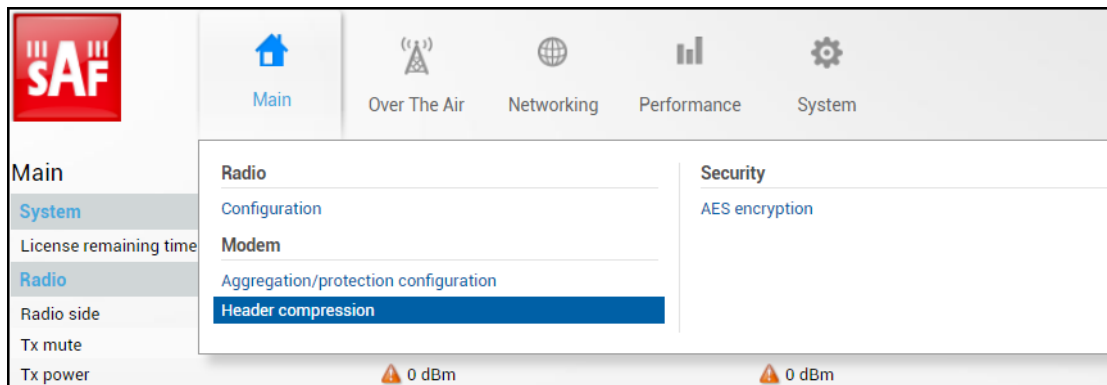 SAF
Main
Over The Air
Networking
Performance
System
Main
System
License remaining time
Radio
Radio side
Tx mute
Tx power
Radio
Configuration
Modem
Aggregation/protection configuration
Header compression
Security
AES encryption
0 dBm
0 dBm